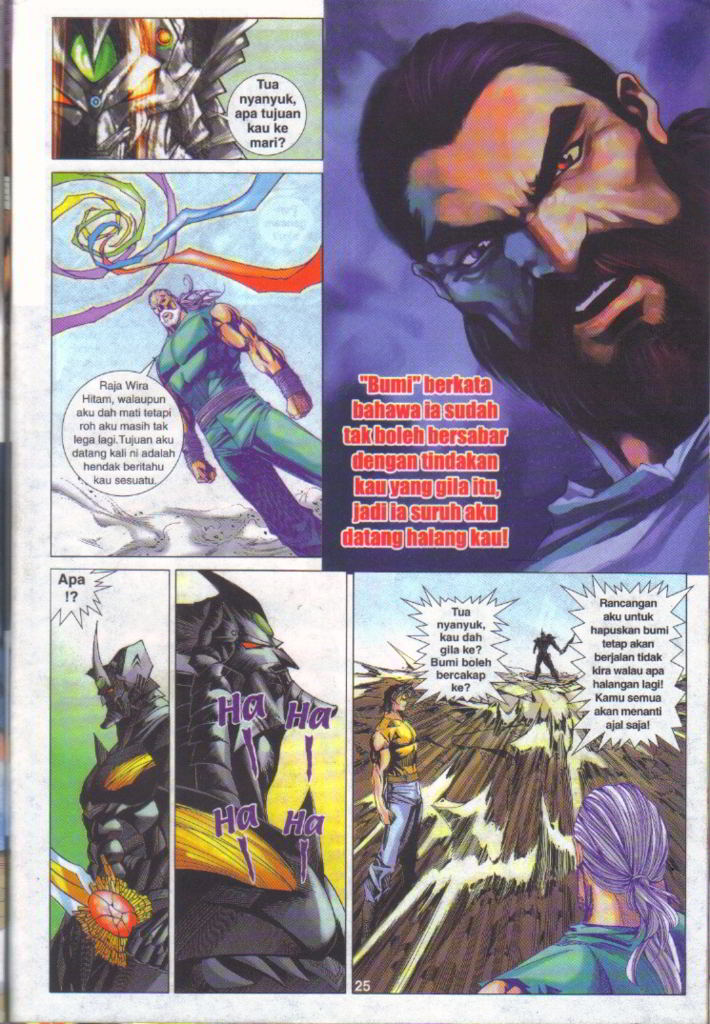 Tua
nyanyuk,
apa tujuan
kau ke
mari?
Raja Wira
Hitam, walaupun
aku dah mati tetapi
roh aku masih tak
lega lagi.Tujuan aku
datang kali ni adalah
hendak beritahu
kau sesuatu.
"Bumi" berkata
bahawa ia sudah
tak boleh bersabar
dengan tindakan
kau yang gila itu,
jadi ia suruh aku
datang halang kau!
Apa
!?
Ha
Ha
Ha
Ha
Tua
nyanyuk,
kau dah
gila ke?
Bumi boleh
bercakap
ke?
Rancangan
aku untuk
hapuskan bumi
tetap akan
berjalan tidak
kira walau apa
halangan lagi!
Kamu semua
akan menanti
ajal saja!
25